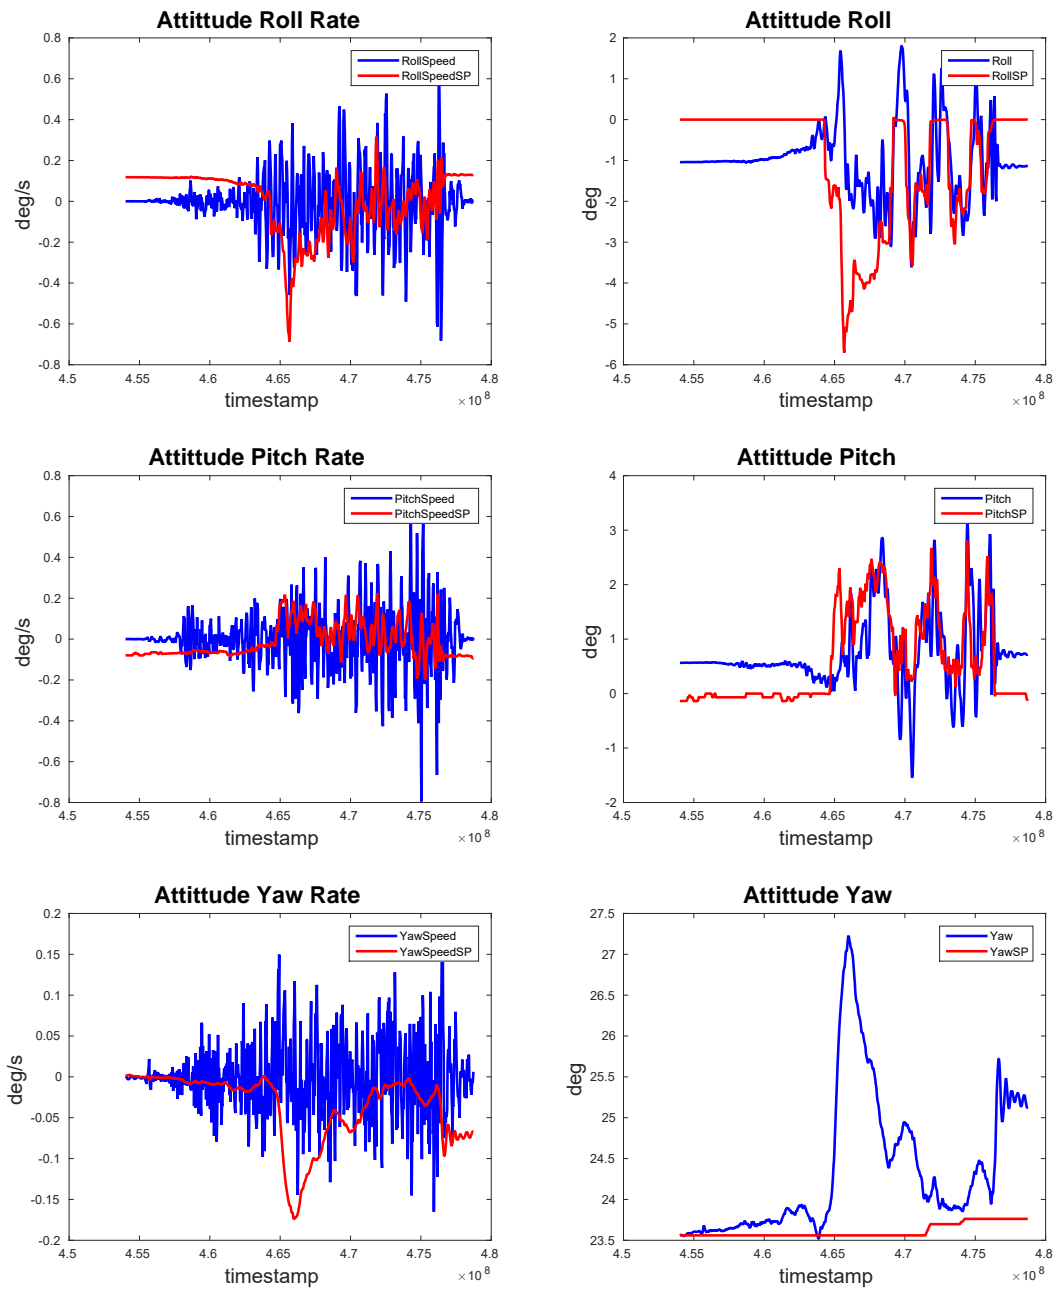 Attittude Roll Rate
0.8
0.6
0.4
0.2
0
-0.2
-0.4
-0.6
-0.8
deg/s
RollSpeed
RollSpeedSP
4.5 4.55 4.6 4.65 4.7 4.75 4.8
timestamp
×10 8
Attittude Roll
2
1
0
-1
-2
-3
-4
-5
-6
deg
Roll
RollSP
4.5 4.55 4.6 4.65 4.7 4.75 4.8
timestamp
×10 8
Attittude Pitch Rate
0.8
0.6
0.4
0.2
0
-0.2
-0.4
-0.6
-0.8
deg/s
PitchSpeed
PitchSpeedSP
4.5 4.55 4.6 4.65 4.7 4.75 4.8
timestamp
×10 8
Attittude Pitch
4
3
2
1
0
-1
-2
deg
Pitch
PitchSP
4.5 4.55 4.6 4.65 4.7 4.75 4.8
timestamp
×10 8
Attittude Yaw Rate
0.2
0.15
0.1
0.05
0
-0.05
-0.1
-0.15
-0.2
deg/s
YawSpeed
YawSpeedSP
4.5 4.55 4.6 4.65 4.7 4.75 4.8
timestamp
×10 8
Attittude Yaw
27.5
27
26.5
26
25.5
25
24.5
24
23.5
deg
Yaw
YawSP
4.5 4.55 4.6 4.65 4.7 4.75 4.8
timestamp
×10 8